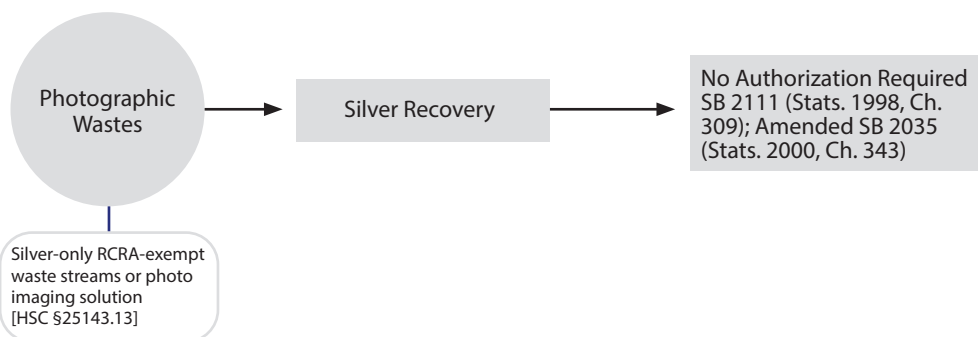 Photographic
Wastes
Silver Recovery
No Authorization Required
SB 2111 (Stats. 1998, Ch.
309); Amended SB 2035
(Stats. 2000, Ch. 343)
Silver-only RCRA-exempt
waste streams or photo
imaging solution
[HSC §25143.13]